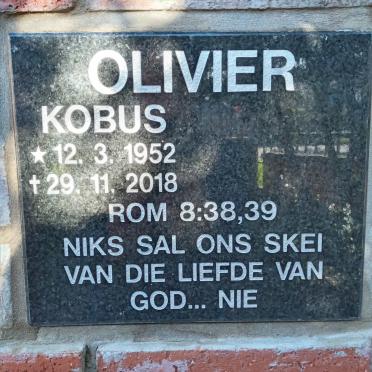 OLIVIER
KOBUS
★ 12. 3. 1952
✝ 29. 11. 2018
ROM 8:38,39
NIKS SAL ONS SKEI
VAN DIE LIEFDE VAN
GOD... NIE